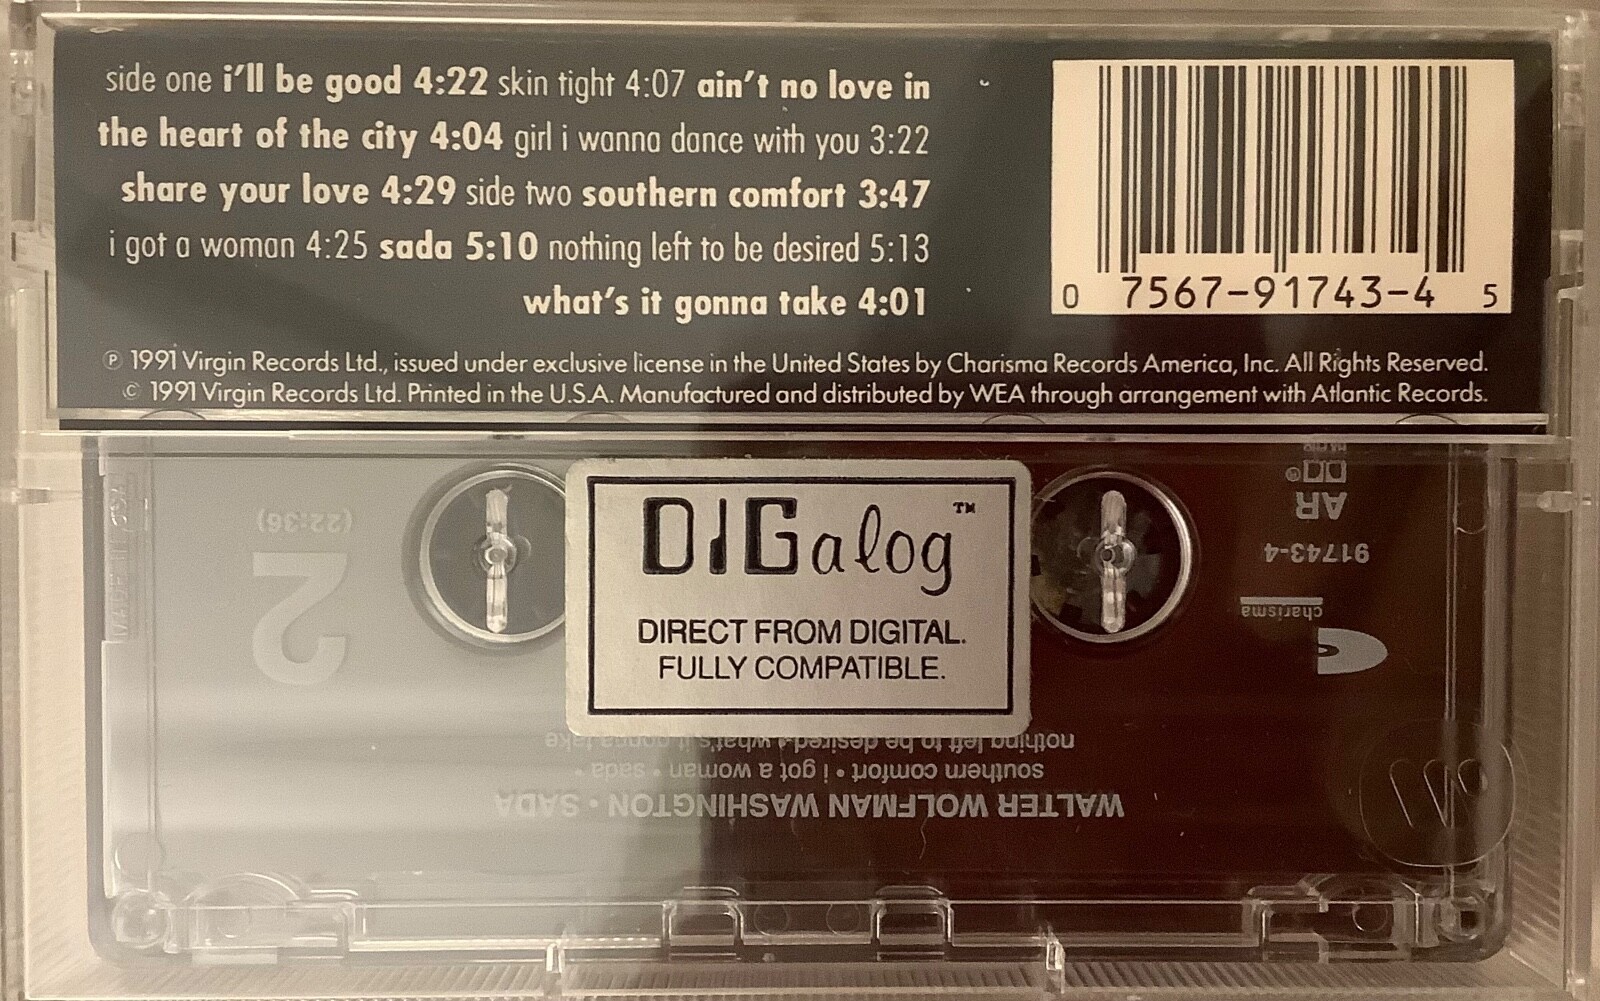 side one i'll be good 4:22 skin tight 4:07 ain't no love in
the heart of the city 4:04 girl i wanna dance with you 3:22
share your love 4:29 side two southern comfort 3:47
i got a woman 4:25 sada 5:10 nothing left to be desired 5:13
what's it gonna take 4:01
0 7567-91743-4 5
℗ 1991 Virgin Records Ltd., issued under exclusive license in the United States by Charisma Records America, Inc. All Rights Reserved.
© 1991 Virgin Records Ltd. Printed in the U.S.A. Manufactured and distributed by WEA through arrangement with Atlantic Records.
DIGalog™
DIRECT FROM DIGITAL.
FULLY COMPATIBLE.
MADE IN USA
(22:36)
2
AR
91743-4
charisma
nothing left to be desired • what's it gonna take
southern comfort • i got a woman • sada •
WALTER WOLFMAN WASHINGTON • SADA